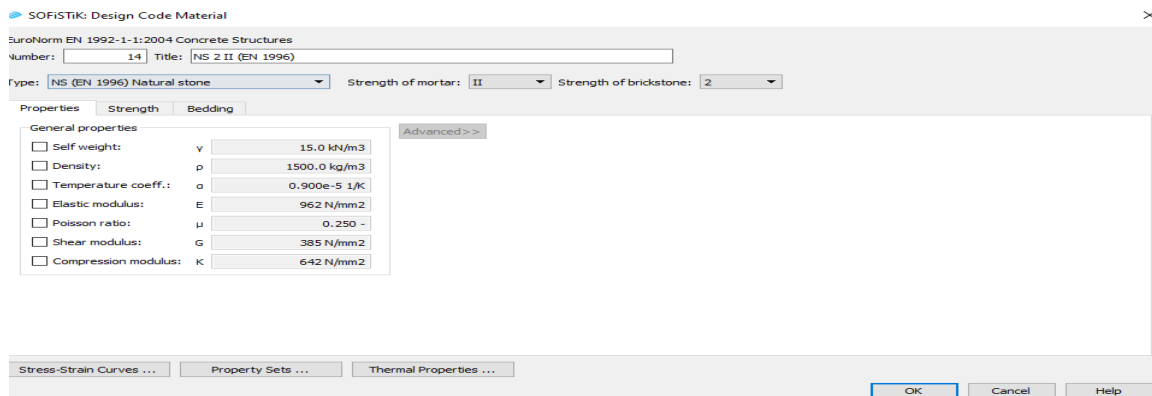 SOFiSTiK: Design Code Material
EuroNorm EN 1992-1-1:2004 Concrete Structures
Number: 14 Title: NS 2 II (EN 1996)
Type: NS (EN 1996) Natural stone Strength of mortar: II Strength of brickstone: 2
Properties Strength Bedding
General properties Advanced>>
Self weight: γ 15.0 kN/m3
Density: ρ 1500.0 kg/m3
Temperature coeff.: α 0.900e-5 1/K
Elastic modulus: E 962 N/mm2
Poisson ratio: μ 0.250 -
Shear modulus: G 385 N/mm2
Compression modulus: K 642 N/mm2
Stress-Strain Curves ... Property Sets ... Thermal Properties ...
OK Cancel Help